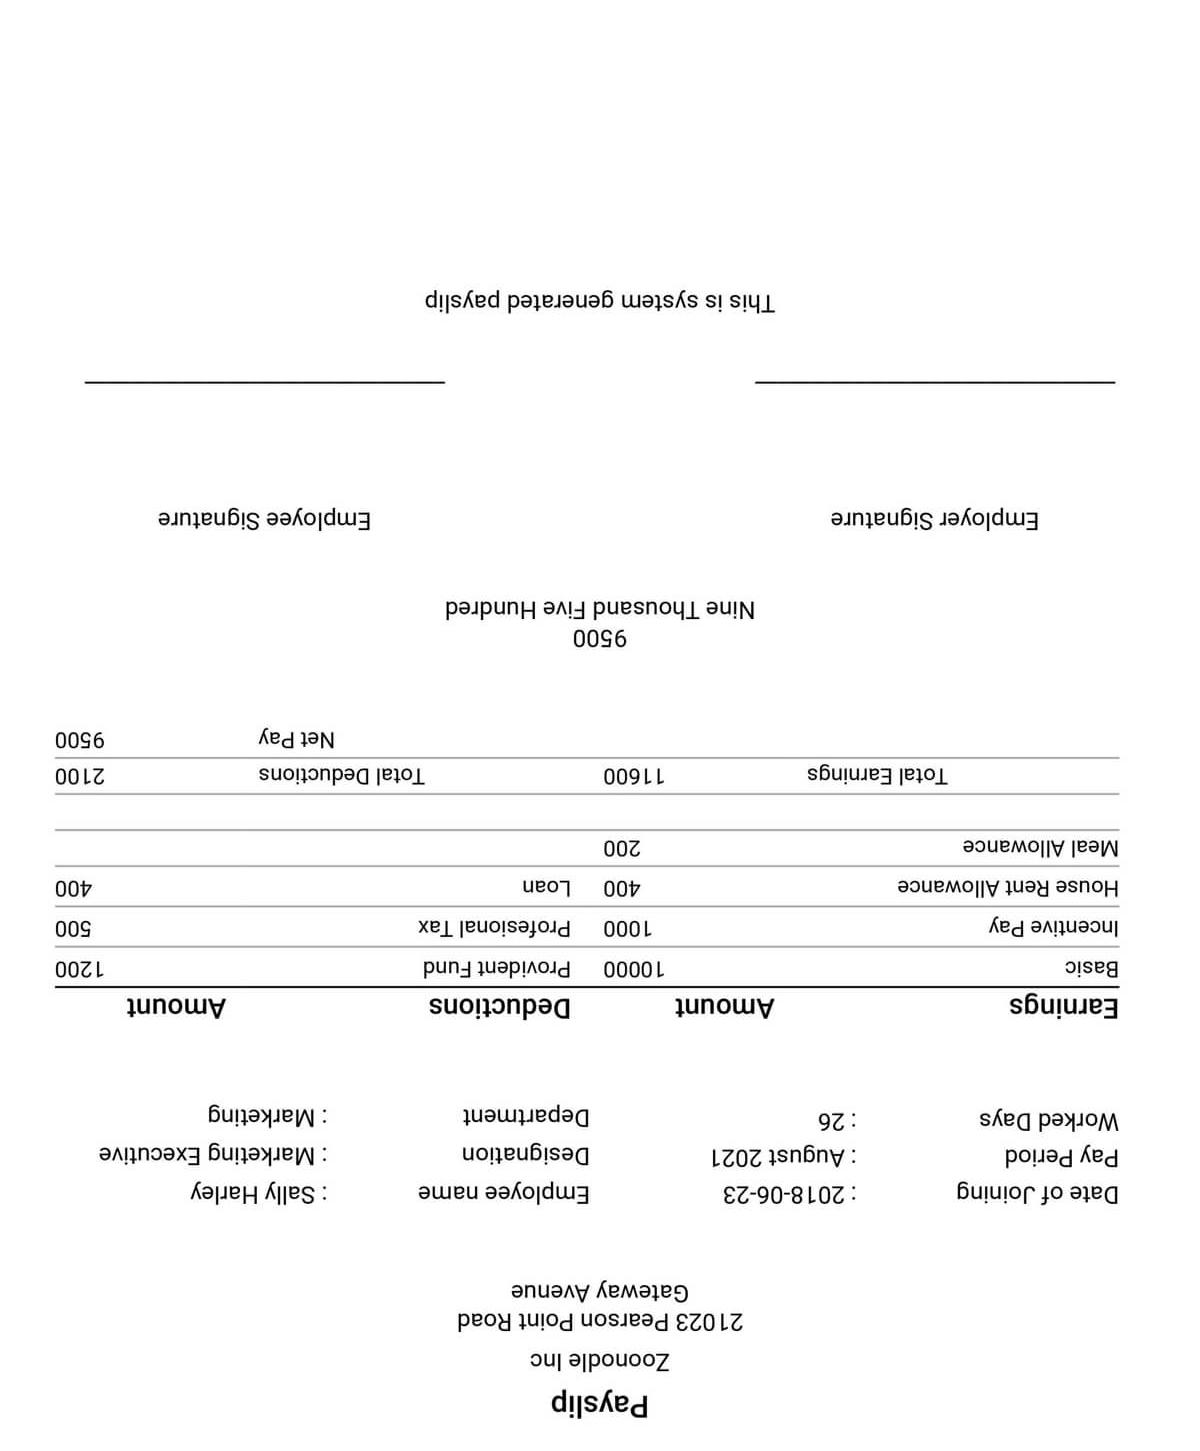 Payslip
Zoonodle Inc
21023 Pearson Point Road
Gateway Avenue
Date of Joining : 2018-06-23 Employee name : Sally Harley
Pay Period : August 2021 Designation : Marketing Executive
Worked Days : 26 Department : Marketing
Earnings Amount Deductions Amount
Basic 10000 Provident Fund 1200
Incentive Pay 1000 Profesional Tax 500
House Rent Allowance 400 Loan 400
Meal Allowance 200
Total Earnings 11600 Total Deductions 2100
Net Pay 9500
9500
Nine Thousand Five Hundred
Employer Signature Employee Signature
This is system generated payslip